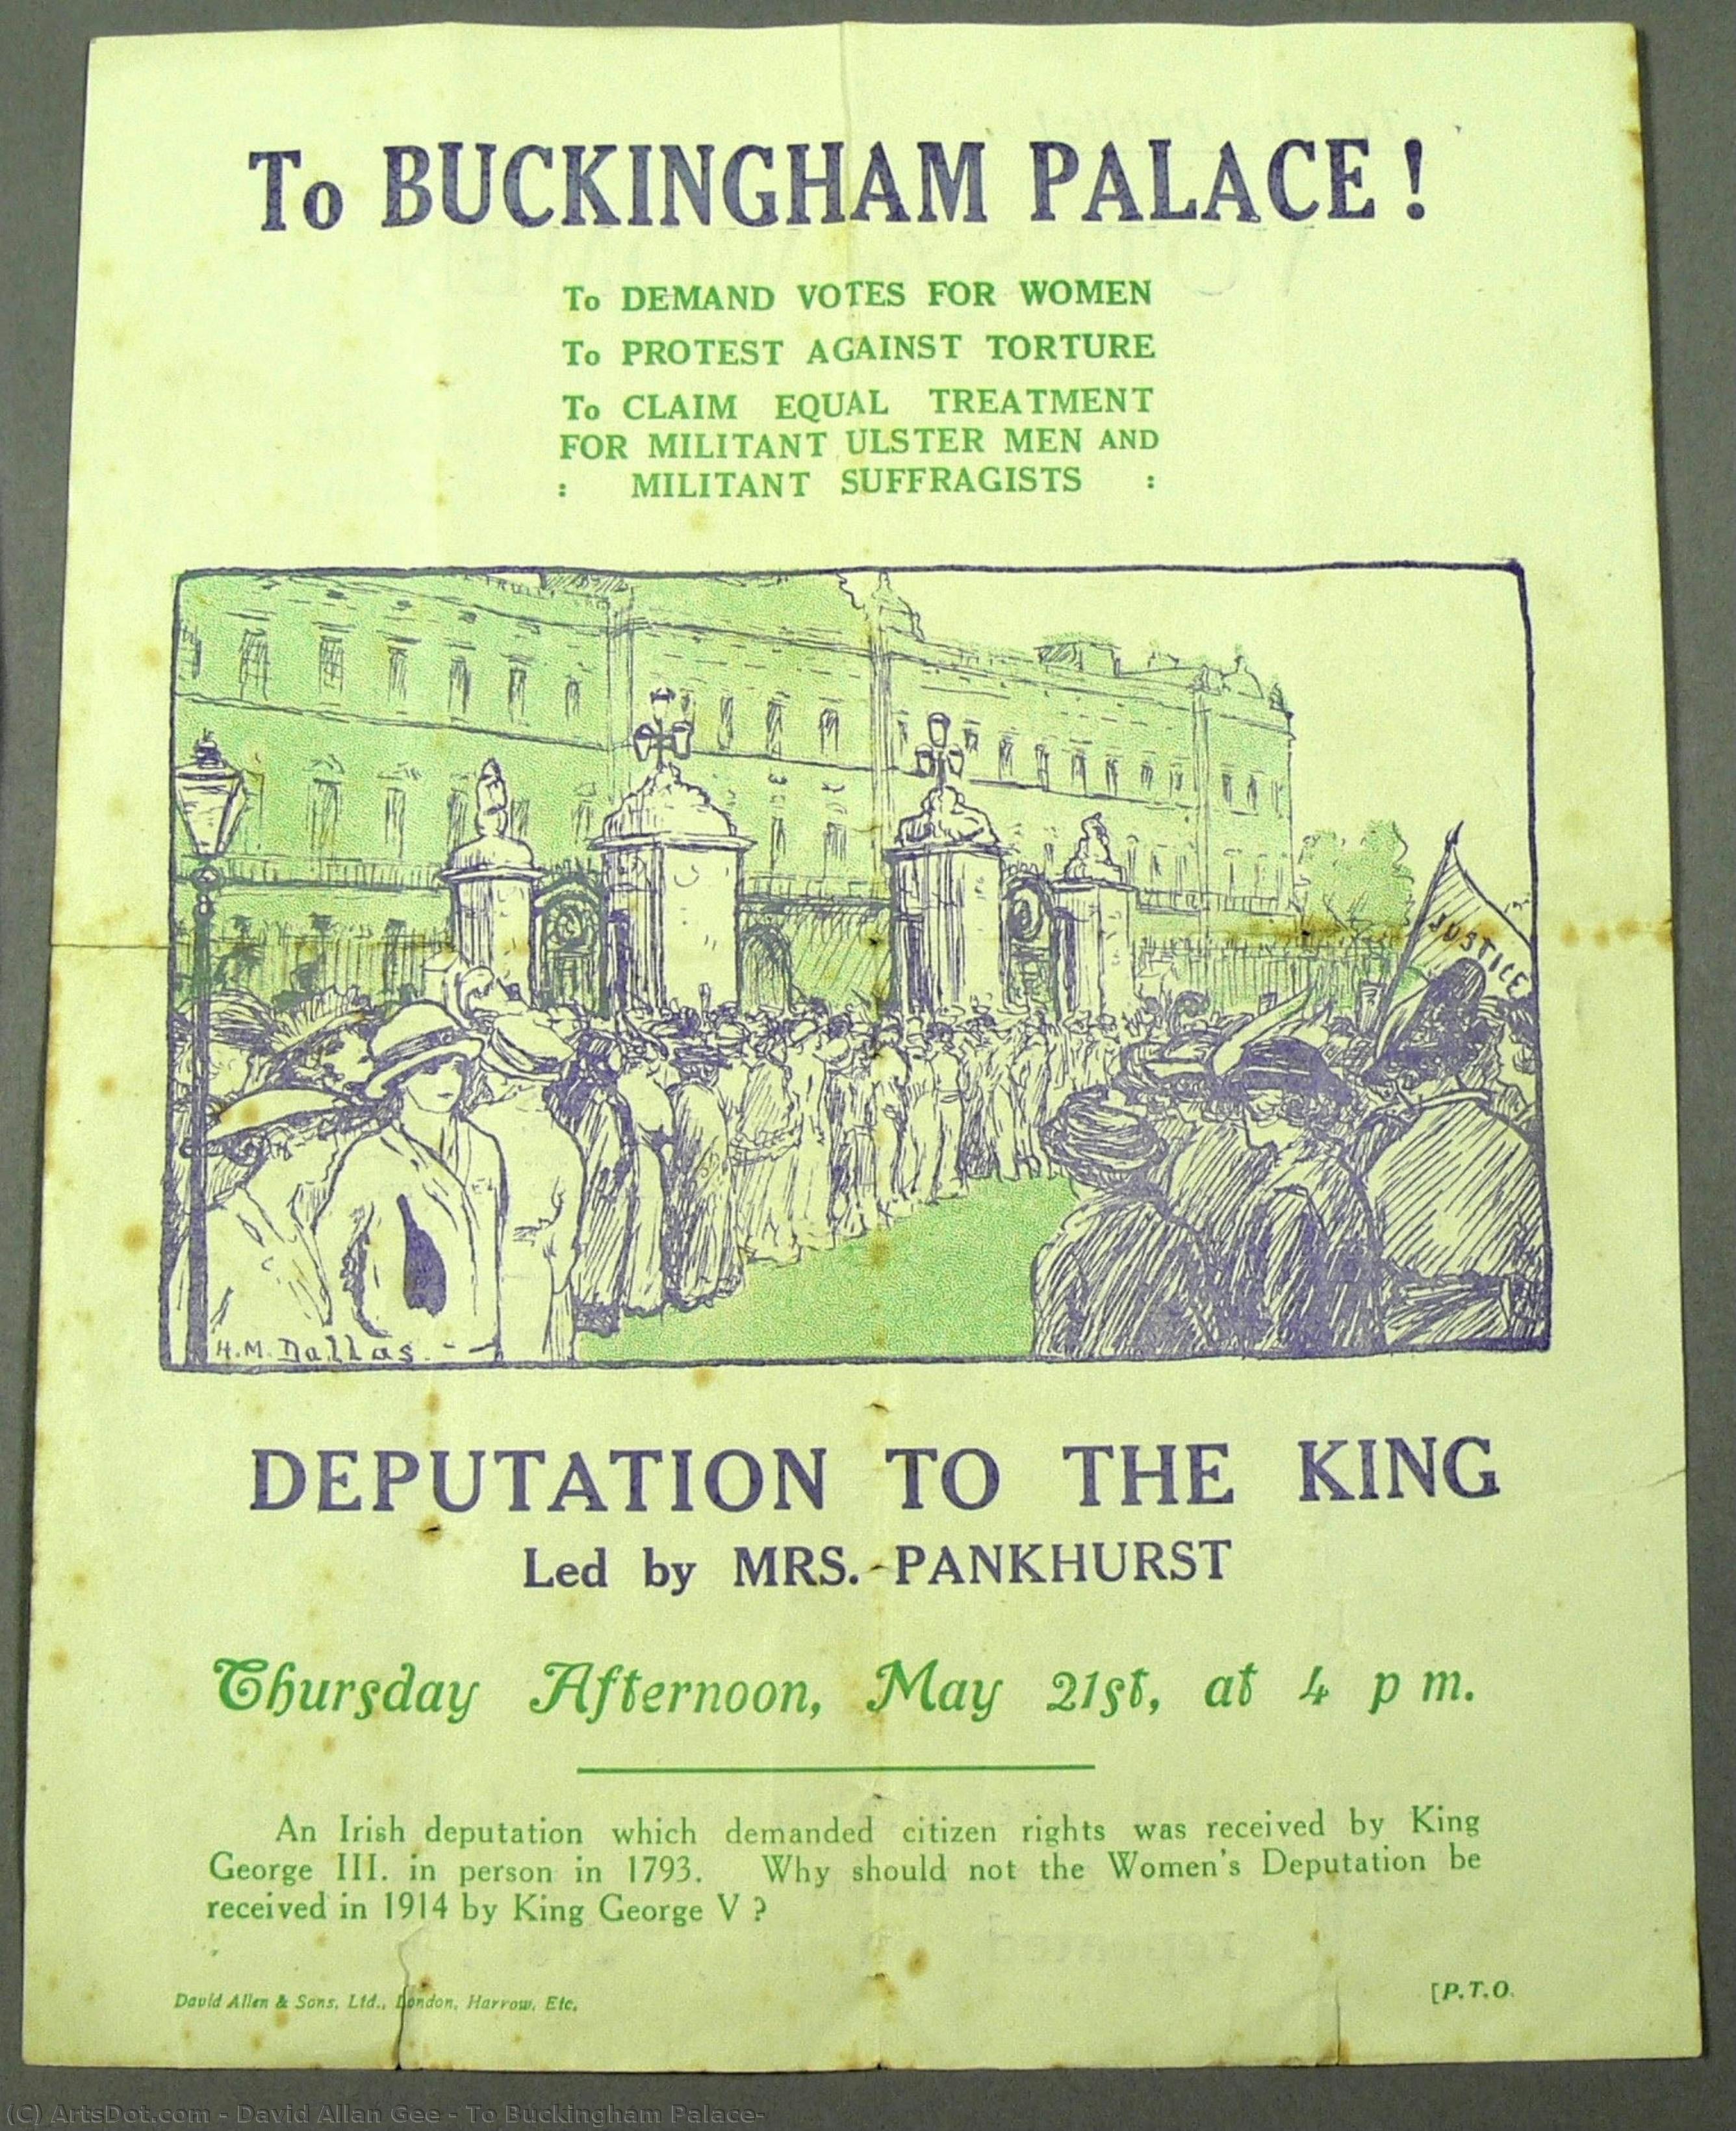 To BUCKINGHAM PALACE!
To DEMAND VOTES FOR WOMEN
To PROTEST AGAINST TORTURE
To CLAIM EQUAL TREATMENT
FOR MILITANT ULSTER MEN AND
: MILITANT SUFFRAGISTS :
JUSTICE
H.M. Dallas.
DEPUTATION TO THE KING
Led by MRS. PANKHURST
Thursday Afternoon, May 21st, at 4 p m.
An Irish deputation which demanded citizen rights was received by King
George III. in person in 1793. Why should not the Women's Deputation be
received in 1914 by King George V ?
David Allen & Sons, Ltd., London, Harrow, Etc.
[P.T.O.
(C) ArtsDot.com - David Allan Gee - To Buckingham Palace-